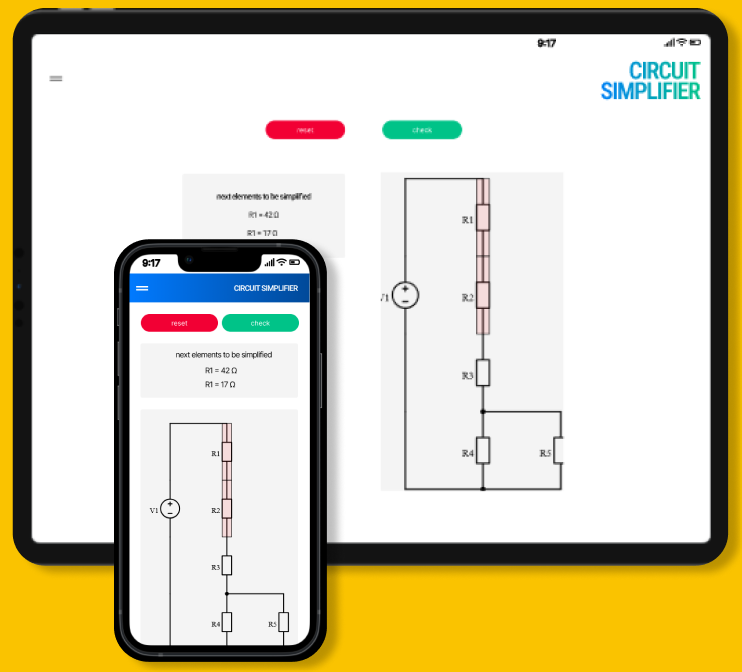 9:17
CIRCUIT
SIMPLIFIER
reset
check
next elements to be simplified
R1 = 42 Ω
R1 = 17 Ω
R1
V1
R2
R3
R4
R5
9:17
CIRCUIT SIMPLIFIER
reset
check
next elements to be simplified
R1 = 42 Ω
R1 = 17 Ω
R1
V1
R2
R3
R4
R5